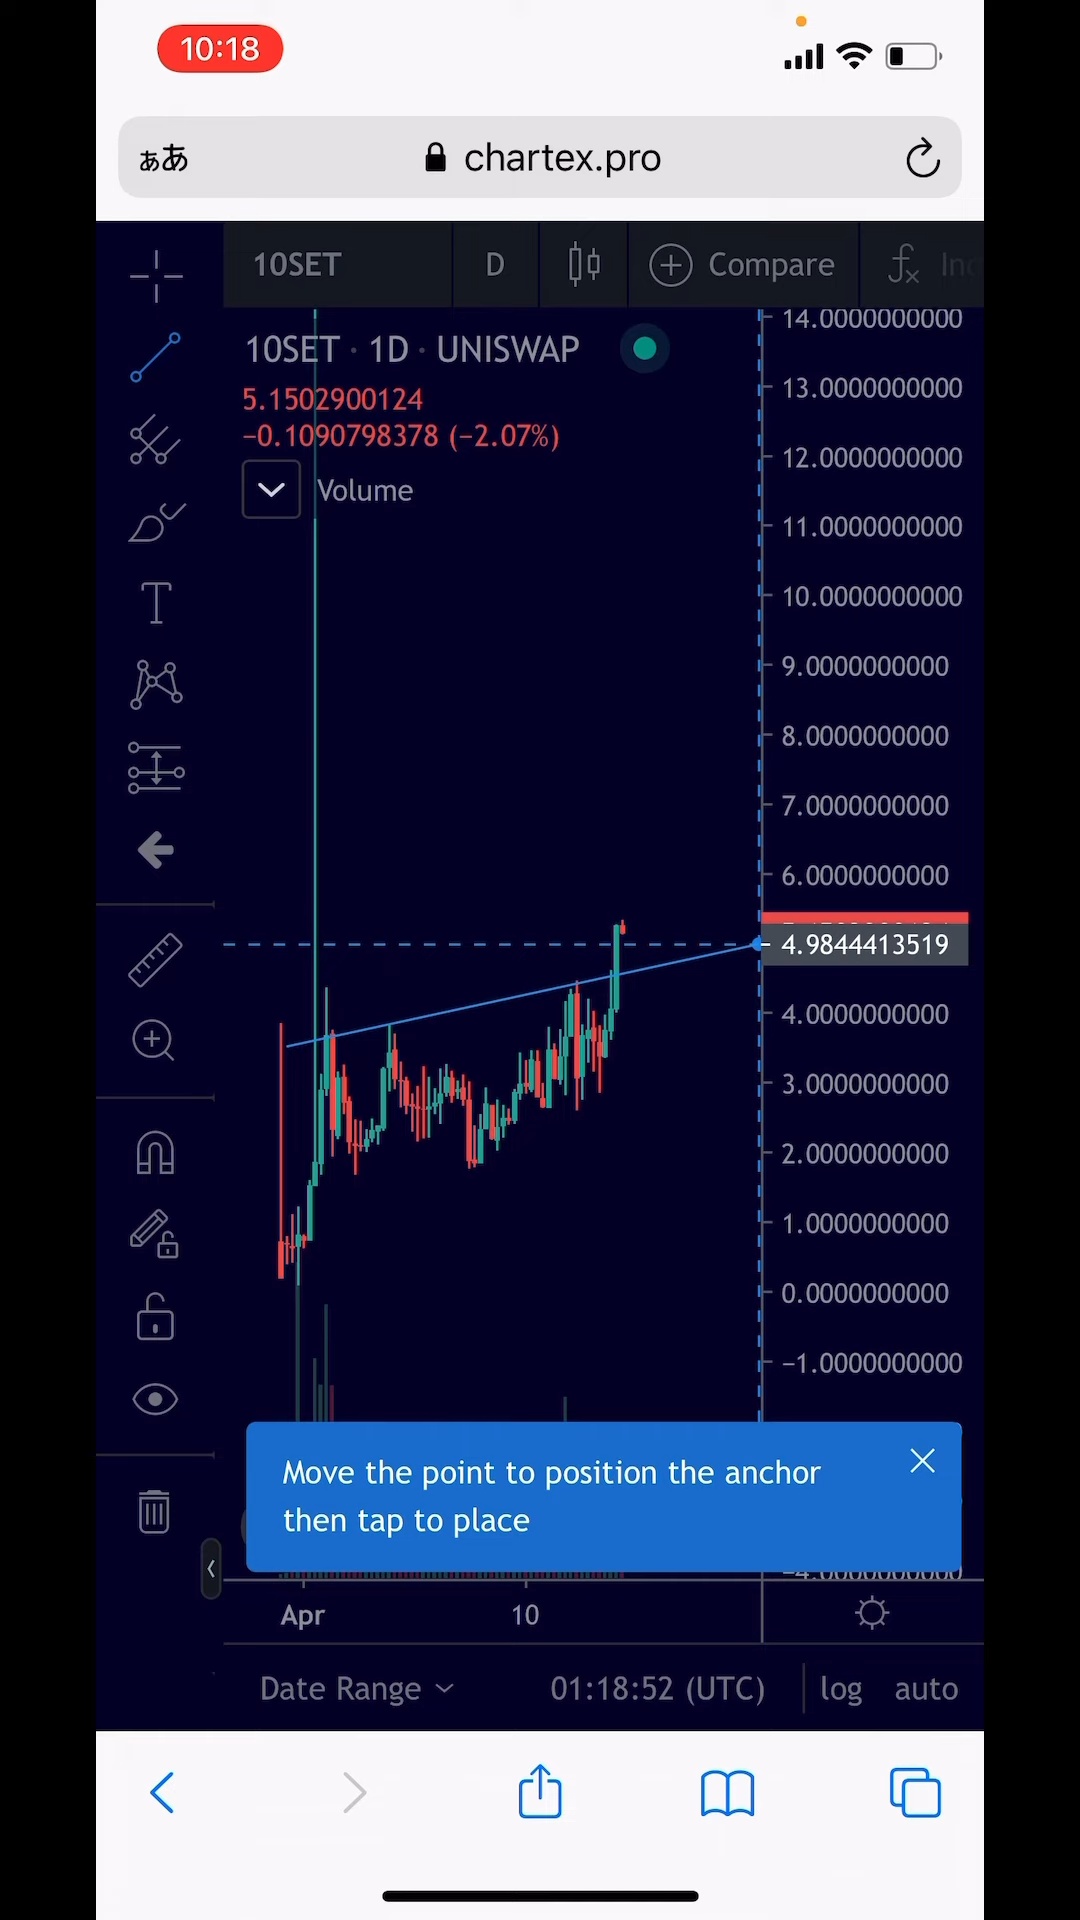 10:18
ぁあ chartex.pro
10SET D Compare
14.0000000000
10SET · 1D · UNISWAP
13.0000000000
5.1502900124
−0.1090798378 (−2.07%)
12.0000000000
Volume
11.0000000000
10.0000000000
9.0000000000
8.0000000000
7.0000000000
6.0000000000
4.9844413519
4.0000000000
3.0000000000
2.0000000000
1.0000000000
0.0000000000
−1.0000000000
Move the point to position the anchor
then tap to place
Apr 10
Date Range 01:18:52 (UTC) log auto